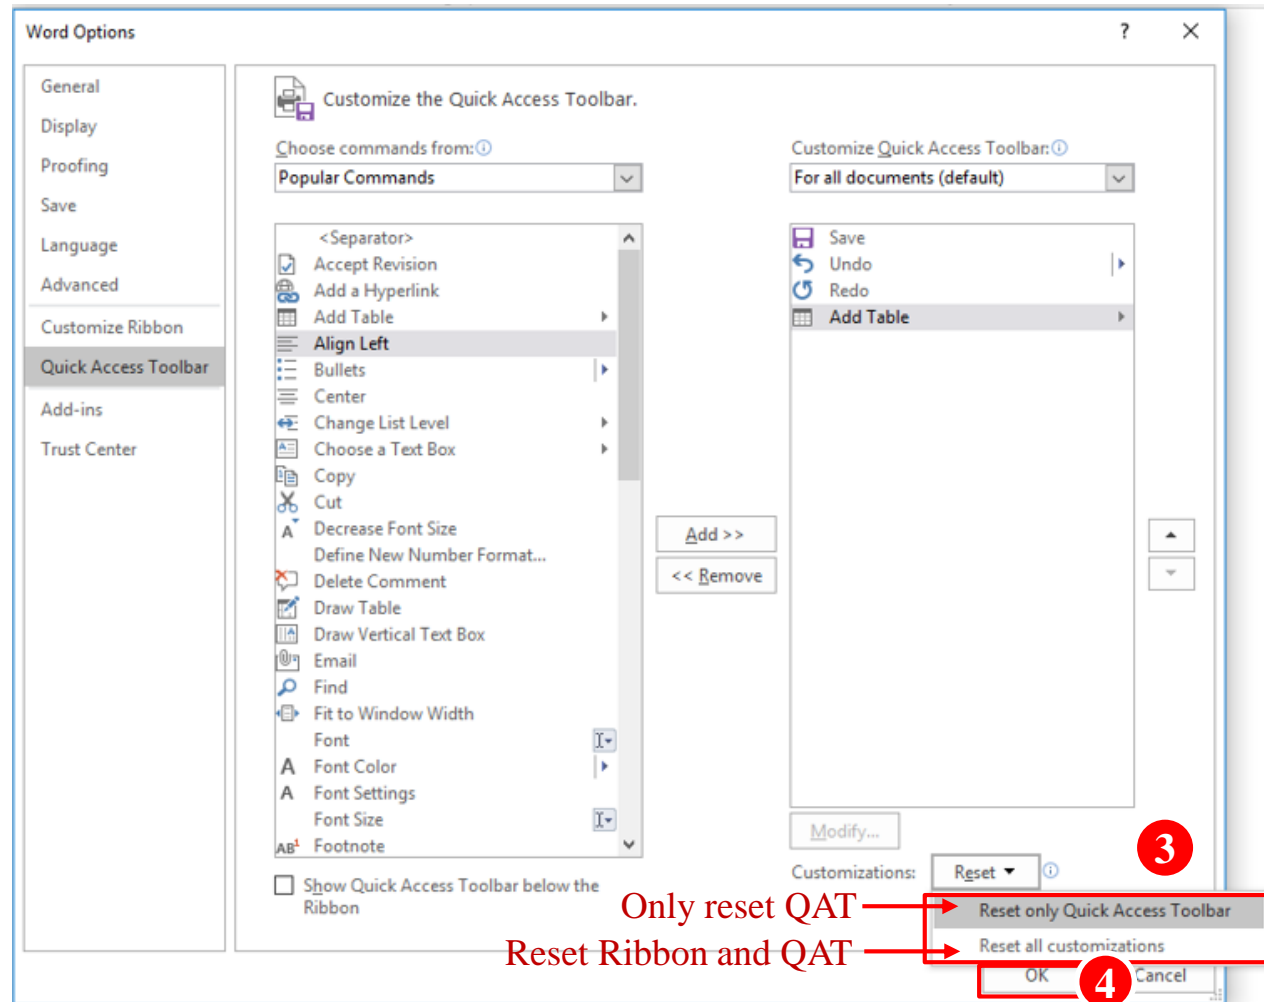 Word Options
?
General
Display
Proofing
Save
Language
Advanced
Customize Ribbon
Quick Access Toolbar
Add-ins
Trust Center
Customize the Quick Access Toolbar.
Choose commands from:
Popular Commands
<Separator>
Accept Revision
Add a Hyperlink
Add Table
Align Left
Bullets
Center
Change List Level
Choose a Text Box
Copy
Cut
Decrease Font Size
Define New Number Format...
Delete Comment
Draw Table
Draw Vertical Text Box
Email
Find
Fit to Window Width
Font
Font Color
Font Settings
Font Size
Footnote
Show Quick Access Toolbar below the
Ribbon
Add >>
<< Remove
Customize Quick Access Toolbar:
For all documents (default)
Save
Undo
Redo
Add Table
Modify...
3
Customizations:
Reset
Only reset QAT
Reset only Quick Access Toolbar
Reset Ribbon and QAT
Reset all customizations
OK
4
Cancel